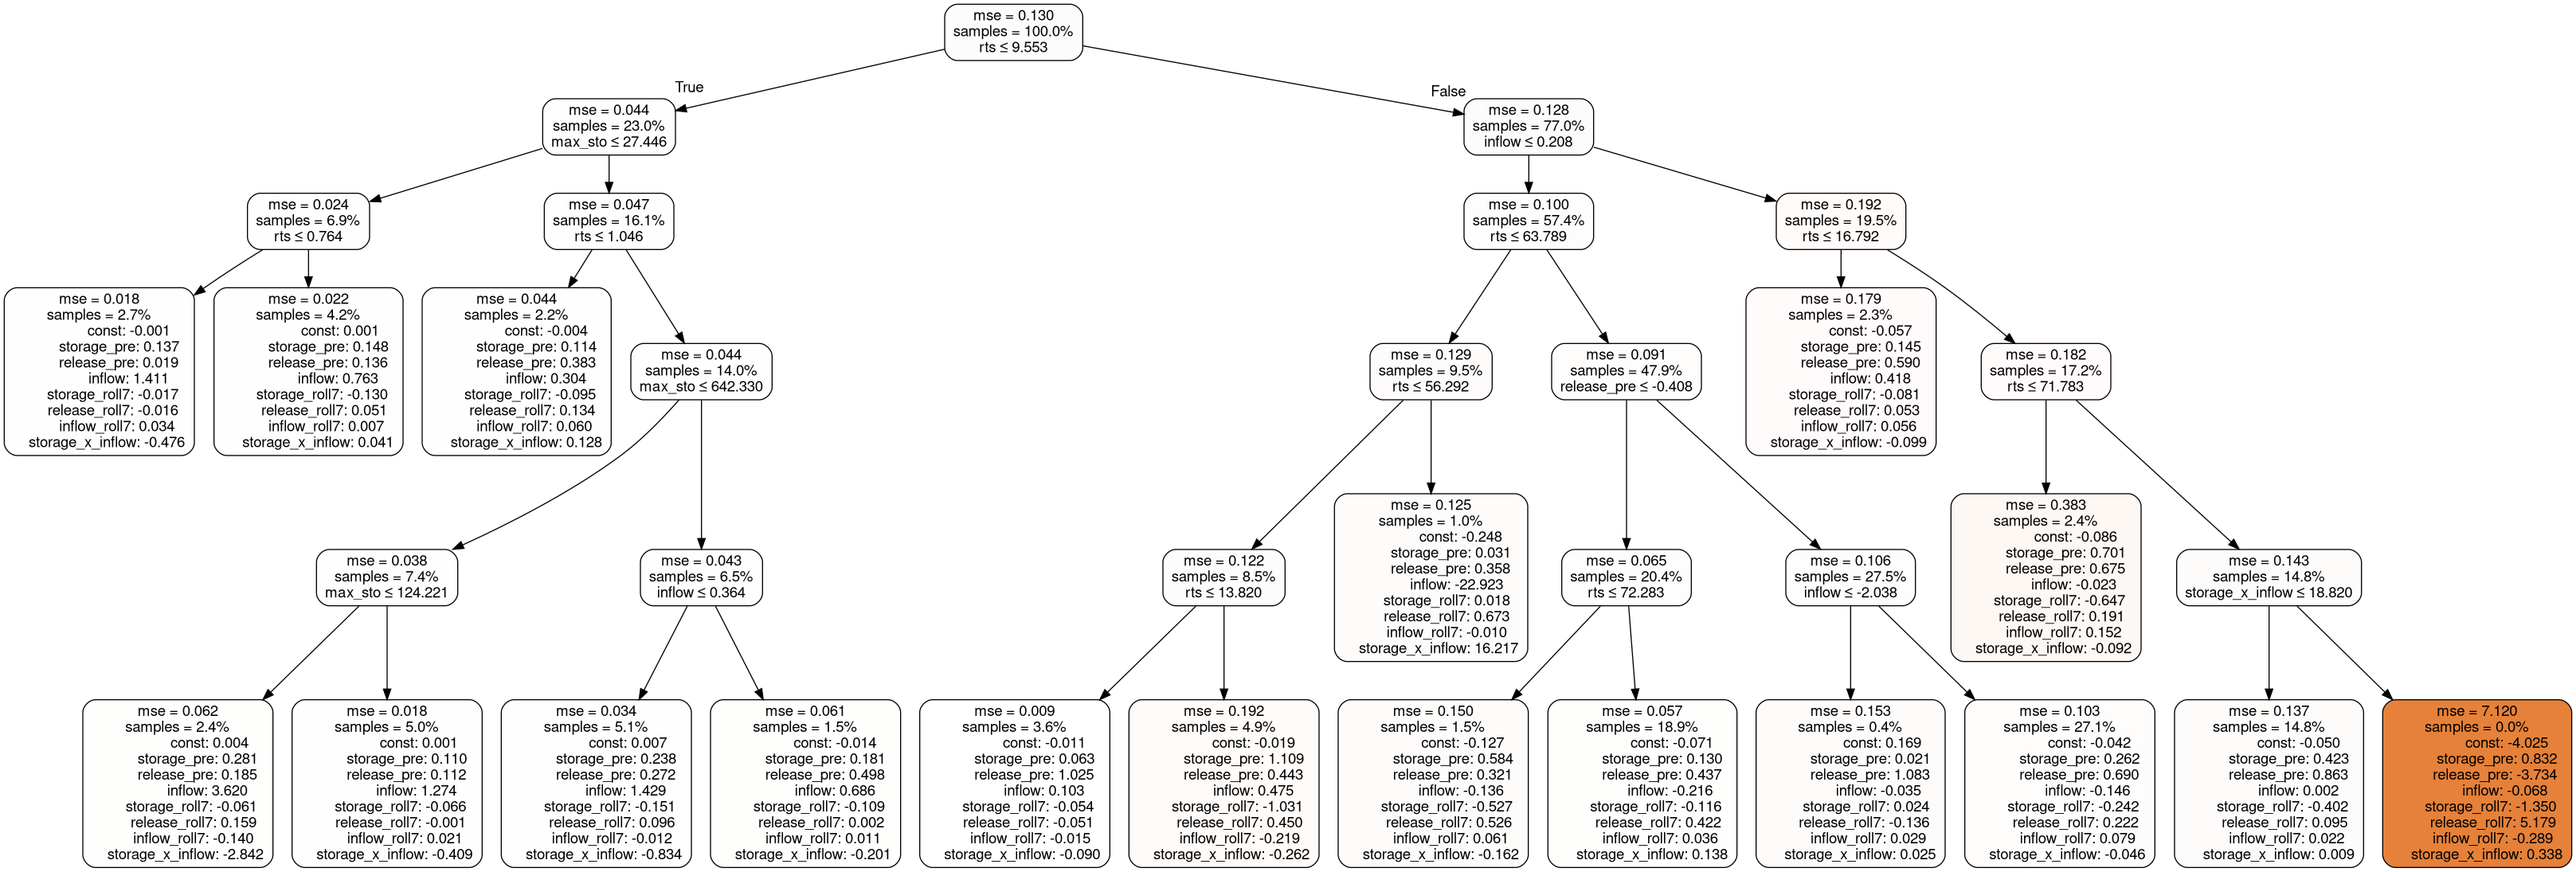 mse = 0.130
samples = 100.0%
rts ≤ 9.553
True
False
mse = 0.044
samples = 23.0%
max_sto ≤ 27.446
mse = 0.128
samples = 77.0%
inflow ≤ 0.208
mse = 0.024
samples = 6.9%
rts ≤ 0.764
mse = 0.047
samples = 16.1%
rts ≤ 1.046
mse = 0.100
samples = 57.4%
rts ≤ 63.789
mse = 0.192
samples = 19.5%
rts ≤ 16.792
mse = 0.018
samples = 2.7%
const: -0.001
storage_pre: 0.137
release_pre: 0.019
inflow: 1.411
storage_roll7: -0.017
release_roll7: -0.016
inflow_roll7: 0.034
storage_x_inflow: -0.476
mse = 0.022
samples = 4.2%
const: 0.001
storage_pre: 0.148
release_pre: 0.136
inflow: 0.763
storage_roll7: -0.130
release_roll7: 0.051
inflow_roll7: 0.007
storage_x_inflow: 0.041
mse = 0.044
samples = 2.2%
const: -0.004
storage_pre: 0.114
release_pre: 0.383
inflow: 0.304
storage_roll7: -0.095
release_roll7: 0.134
inflow_roll7: 0.060
storage_x_inflow: 0.128
mse = 0.044
samples = 14.0%
max_sto ≤ 642.330
mse = 0.129
samples = 9.5%
rts ≤ 56.292
mse = 0.091
samples = 47.9%
release_pre ≤ -0.408
mse = 0.179
samples = 2.3%
const: -0.057
storage_pre: 0.145
release_pre: 0.590
inflow: 0.418
storage_roll7: -0.081
release_roll7: 0.053
inflow_roll7: 0.056
storage_x_inflow: -0.099
mse = 0.182
samples = 17.2%
rts ≤ 71.783
mse = 0.038
samples = 7.4%
max_sto ≤ 124.221
mse = 0.043
samples = 6.5%
inflow ≤ 0.364
mse = 0.122
samples = 8.5%
rts ≤ 13.820
mse = 0.125
samples = 1.0%
const: -0.248
storage_pre: 0.031
release_pre: 0.358
inflow: -22.923
storage_roll7: 0.018
release_roll7: 0.673
inflow_roll7: -0.010
storage_x_inflow: 16.217
mse = 0.065
samples = 20.4%
rts ≤ 72.283
mse = 0.106
samples = 27.5%
inflow ≤ -2.038
mse = 0.383
samples = 2.4%
const: -0.086
storage_pre: 0.701
release_pre: 0.675
inflow: -0.023
storage_roll7: -0.647
release_roll7: 0.191
inflow_roll7: 0.152
storage_x_inflow: -0.092
mse = 0.143
samples = 14.8%
storage_x_inflow ≤ 18.820
mse = 0.062
samples = 2.4%
const: 0.004
storage_pre: 0.281
release_pre: 0.185
inflow: 3.620
storage_roll7: -0.061
release_roll7: 0.159
inflow_roll7: -0.140
storage_x_inflow: -2.842
mse = 0.018
samples = 5.0%
const: 0.001
storage_pre: 0.110
release_pre: 0.112
inflow: 1.274
storage_roll7: -0.066
release_roll7: -0.001
inflow_roll7: 0.021
storage_x_inflow: -0.409
mse = 0.034
samples = 5.1%
const: 0.007
storage_pre: 0.238
release_pre: 0.272
inflow: 1.429
storage_roll7: -0.151
release_roll7: 0.096
inflow_roll7: -0.012
storage_x_inflow: -0.834
mse = 0.061
samples = 1.5%
const: -0.014
storage_pre: 0.181
release_pre: 0.498
inflow: 0.686
storage_roll7: -0.109
release_roll7: 0.002
inflow_roll7: 0.011
storage_x_inflow: -0.201
mse = 0.009
samples = 3.6%
const: -0.011
storage_pre: 0.063
release_pre: 1.025
inflow: 0.103
storage_roll7: -0.054
release_roll7: -0.051
inflow_roll7: -0.015
storage_x_inflow: -0.090
mse = 0.192
samples = 4.9%
const: -0.019
storage_pre: 1.109
release_pre: 0.443
inflow: 0.475
storage_roll7: -1.031
release_roll7: 0.450
inflow_roll7: -0.219
storage_x_inflow: -0.262
mse = 0.150
samples = 1.5%
const: -0.127
storage_pre: 0.584
release_pre: 0.321
inflow: -0.136
storage_roll7: -0.527
release_roll7: 0.526
inflow_roll7: 0.061
storage_x_inflow: -0.162
mse = 0.057
samples = 18.9%
const: -0.071
storage_pre: 0.130
release_pre: 0.437
inflow: -0.216
storage_roll7: -0.116
release_roll7: 0.422
inflow_roll7: 0.036
storage_x_inflow: 0.138
mse = 0.153
samples = 0.4%
const: 0.169
storage_pre: 0.021
release_pre: 1.083
inflow: -0.035
storage_roll7: 0.024
release_roll7: -0.136
inflow_roll7: 0.029
storage_x_inflow: 0.025
mse = 0.103
samples = 27.1%
const: -0.042
storage_pre: 0.262
release_pre: 0.690
inflow: -0.146
storage_roll7: -0.242
release_roll7: 0.222
inflow_roll7: 0.079
storage_x_inflow: -0.046
mse = 0.137
samples = 14.8%
const: -0.050
storage_pre: 0.423
release_pre: 0.863
inflow: 0.002
storage_roll7: -0.402
release_roll7: 0.095
inflow_roll7: 0.022
storage_x_inflow: 0.009
mse = 7.120
samples = 0.0%
const: -4.025
storage_pre: 0.832
release_pre: -3.734
inflow: -0.068
storage_roll7: -1.350
release_roll7: 5.179
inflow_roll7: -0.289
storage_x_inflow: 0.338